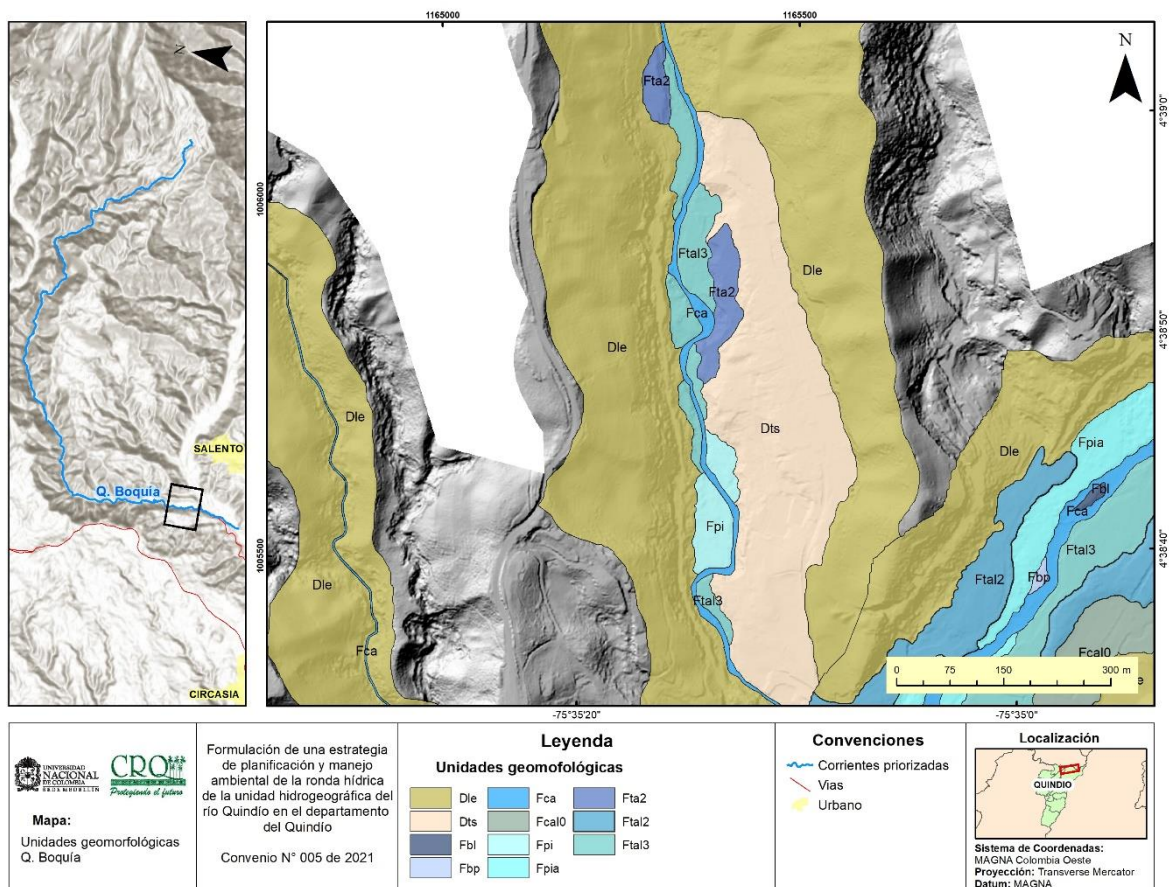 N
SALENTO
Q. Boquía
CIRCASIA
1165000
1165500
N
4°39'0"
4°38'50"
4°38'40"
1006000
1005500
-75°35'20"
-75°35'0"
Fta2
Ftal3
Fta2
Fca
Dle
Dle
Dle
Dts
Dle
Fpia
Fbl
Fca
Ftal3
Fpi
Ftal2
Fbp
Dle
Ftal3
Fca
Fcal0
e
0 75 150 300 m
UNIVERSIDAD
NACIONAL
DE COLOMBIA
SEDE MEDELLÍN
CRQ
Protegiendo el futuro
Mapa:
Unidades geomorfológicas
Q. Boquía
Formulación de una estrategia
de planificación y manejo
ambiental de la ronda hídrica
de la unidad hidrogeográfica del
río Quindío en el departamento
del Quindío
Convenio N° 005 de 2021
Leyenda
Unidades geomofológicas
Dle Fca Fta2
Dts Fcal0 Ftal2
Fbl Fpi Ftal3
Fbp Fpia
Convenciones
Corrientes priorizadas
Vias
Urbano
Localización
QUINDIO
Sistema de Coordenadas:
MAGNA Colombia Oeste
Proyección: Transverse Mercator
Datum: MAGNA